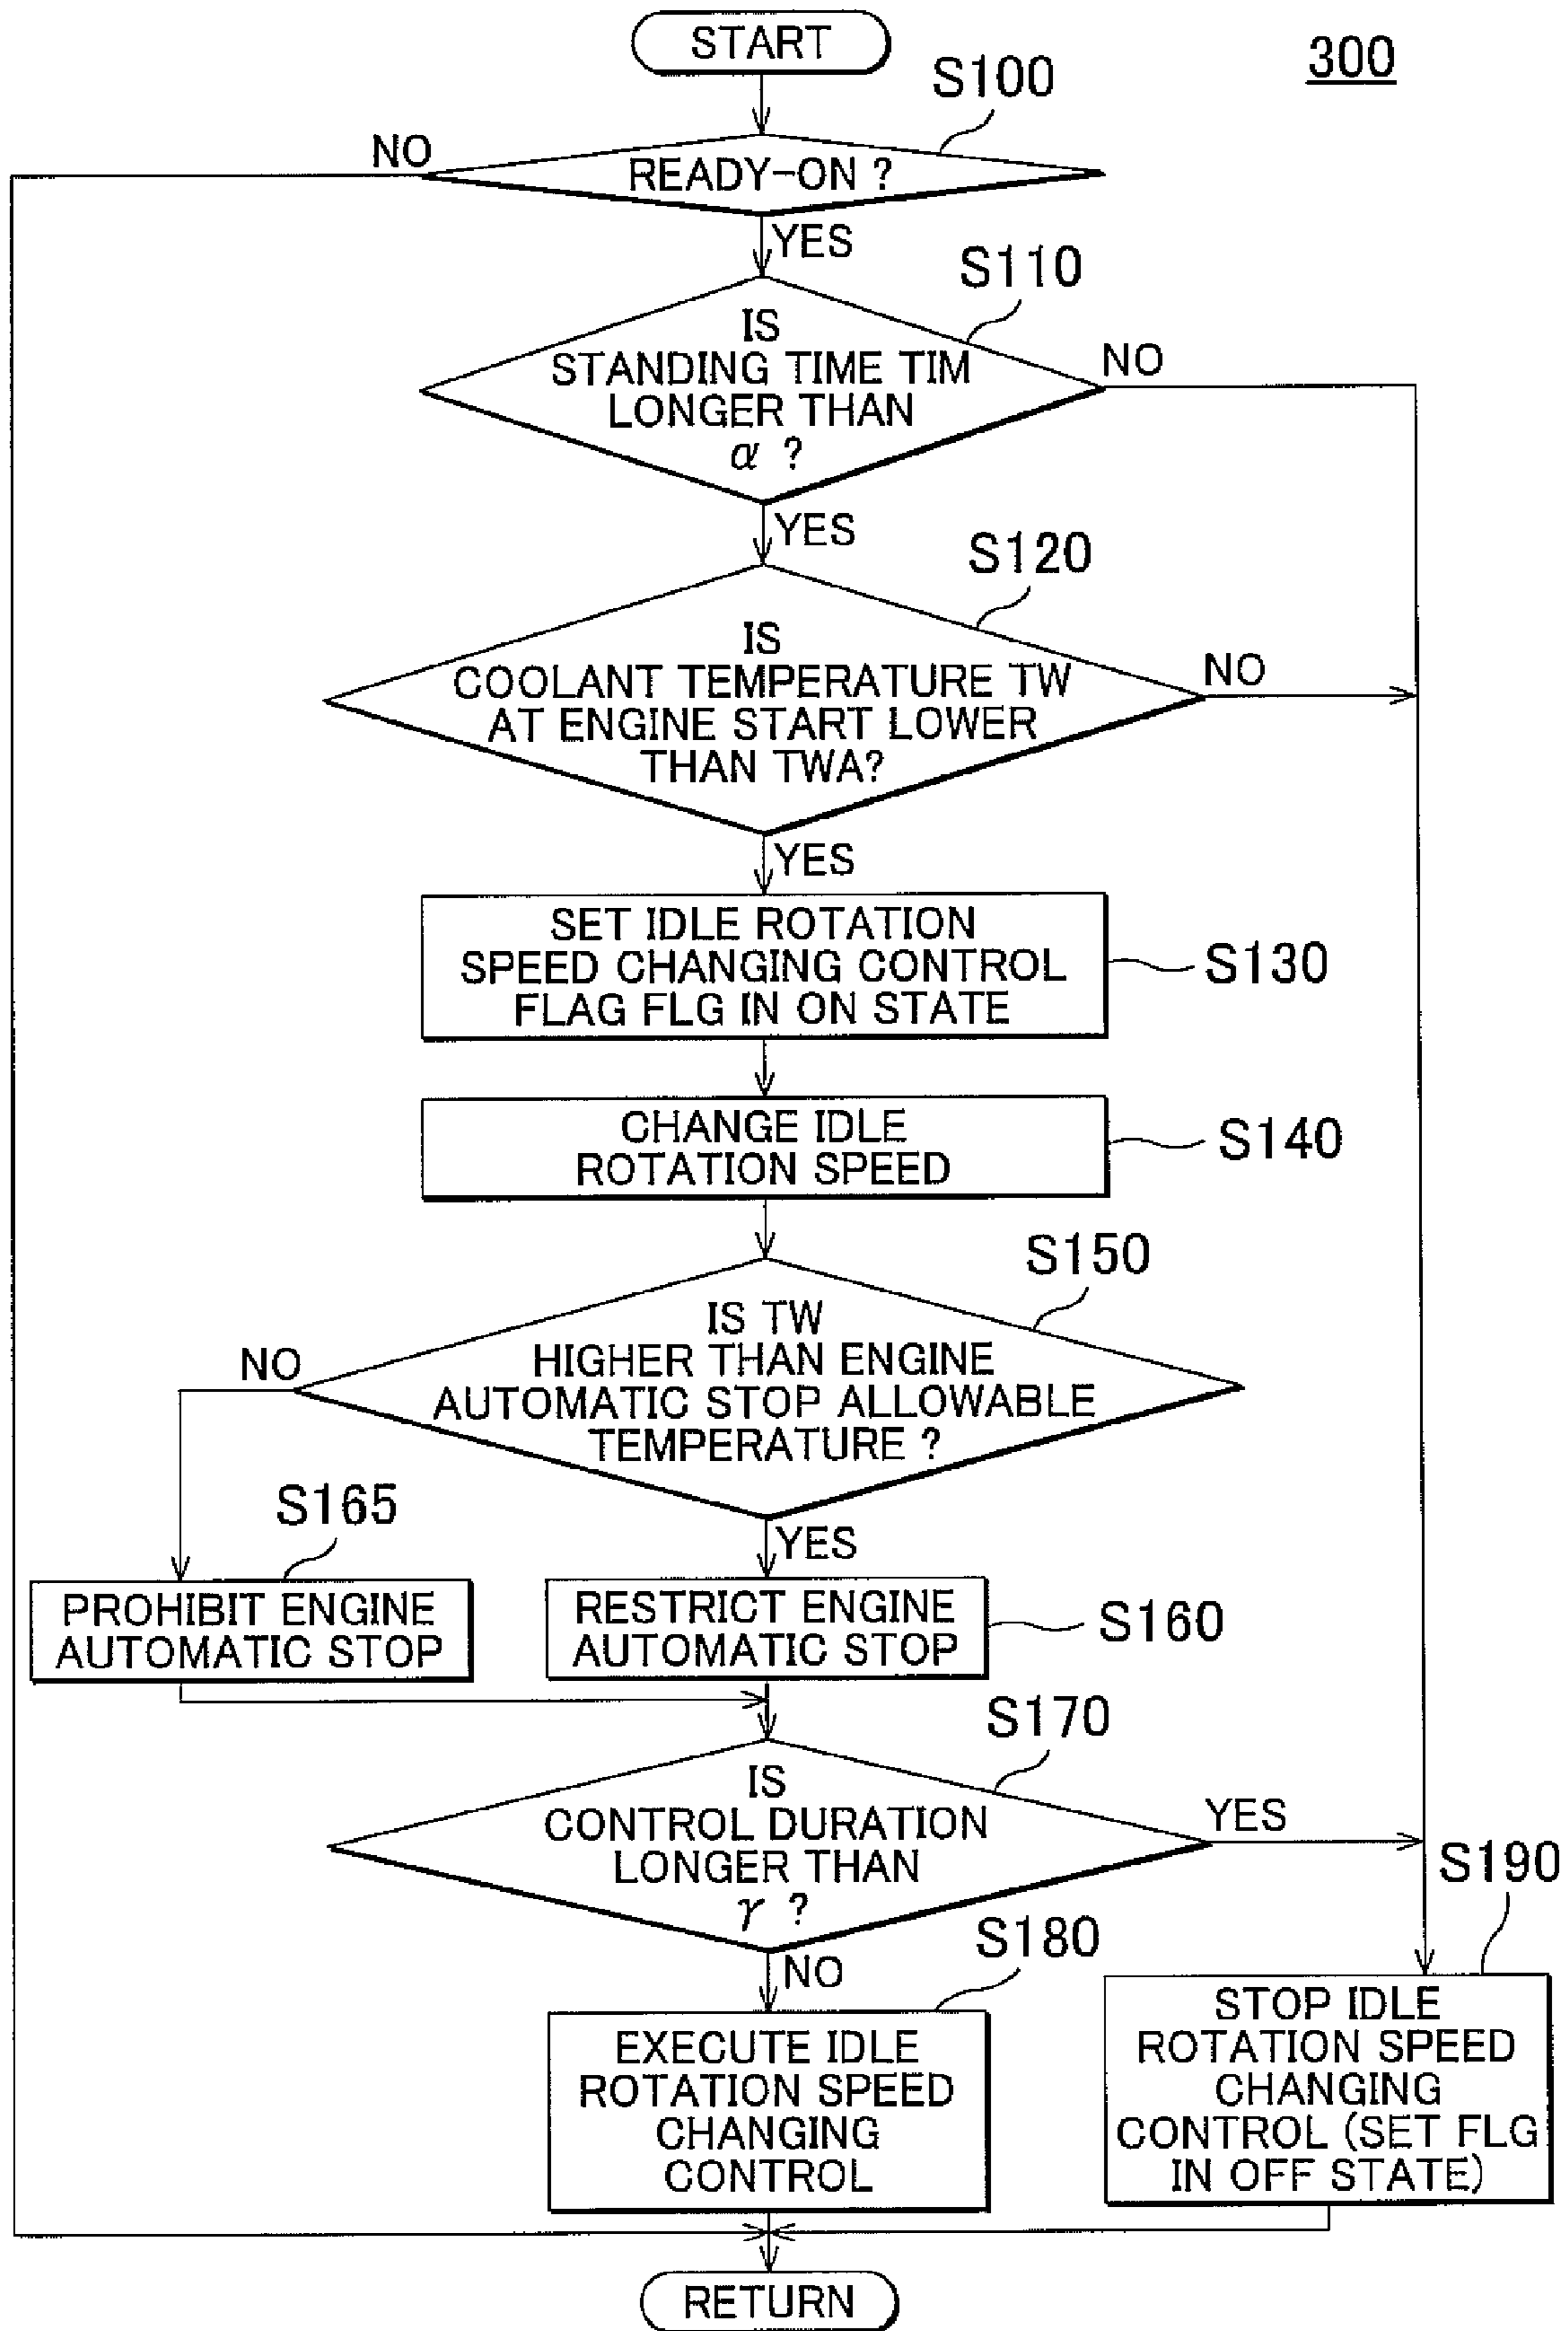 START
300
S100
NO
READY-ON ?
YES
S110
IS
STANDING TIME TIM
LONGER THAN
α ?
NO
YES
S120
IS
COOLANT TEMPERATURE TW
AT ENGINE START LOWER
THAN TWA?
NO
YES
SET IDLE ROTATION
SPEED CHANGING CONTROL
FLAG FLG IN ON STATE
S130
CHANGE IDLE
ROTATION SPEED
S140
S150
IS TW
HIGHER THAN ENGINE
AUTOMATIC STOP ALLOWABLE
TEMPERATURE ?
NO
YES
S165
PROHIBIT ENGINE
AUTOMATIC STOP
RESTRICT ENGINE
AUTOMATIC STOP
S160
S170
IS
CONTROL DURATION
LONGER THAN
γ ?
YES
NO
S180
EXECUTE IDLE
ROTATION SPEED
CHANGING
CONTROL
S190
STOP IDLE
ROTATION SPEED
CHANGING
CONTROL (SET FLG
IN OFF STATE)
RETURN